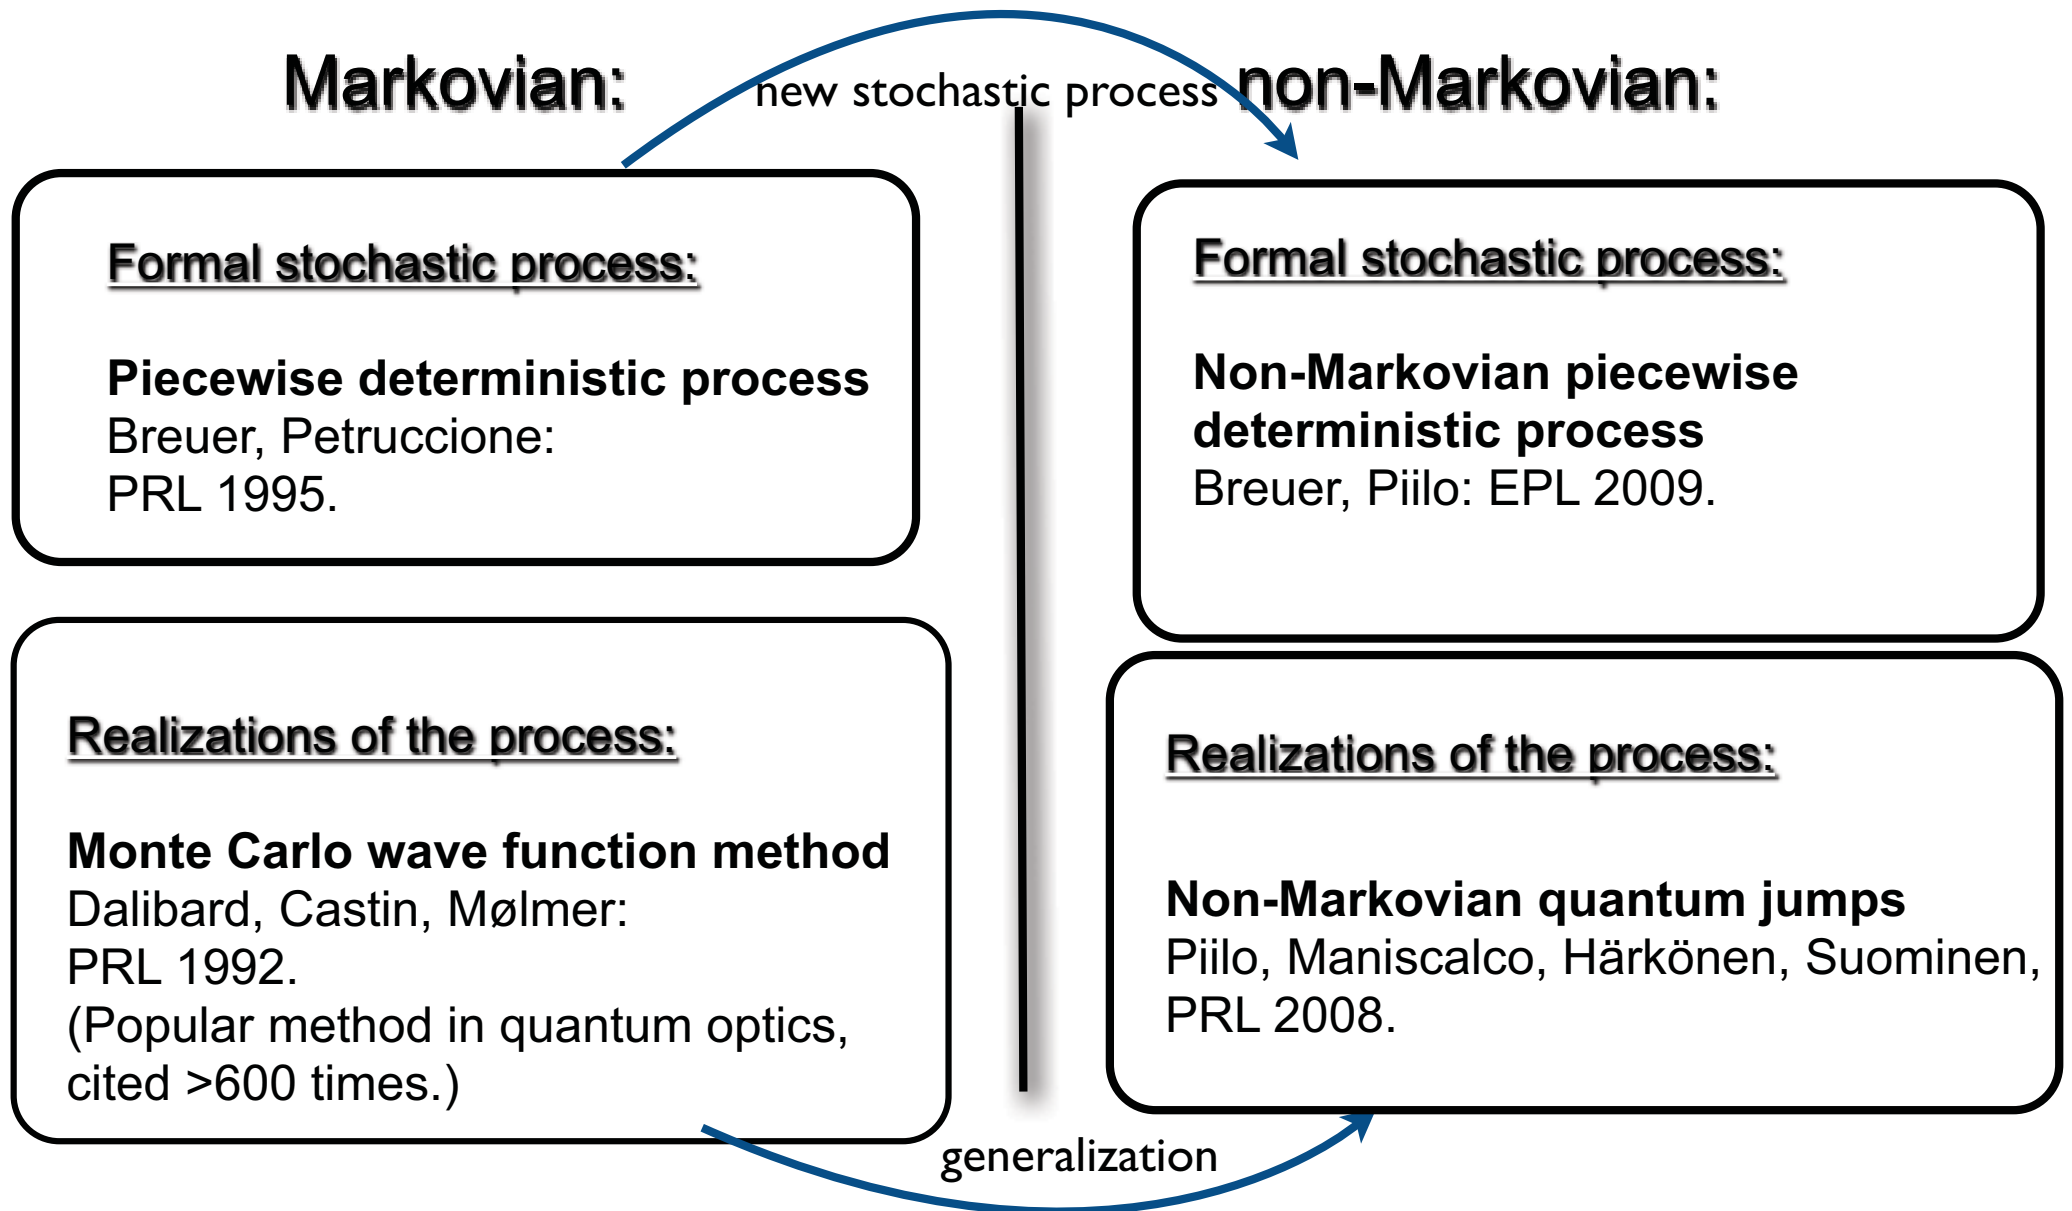 Markovian:
new stochastic process
non-Markovian:
Formal stochastic process:
Piecewise deterministic process
Breuer, Petruccione:
PRL 1995.
Formal stochastic process:
Non-Markovian piecewise
deterministic process
Breuer, Piilo: EPL 2009.
Realizations of the process:
Monte Carlo wave function method
Dalibard, Castin, Mølmer:
PRL 1992.
(Popular method in quantum optics,
cited >600 times.)
Realizations of the process:
Non-Markovian quantum jumps
Piilo, Maniscalco, Härkönen, Suominen,
PRL 2008.
generalization